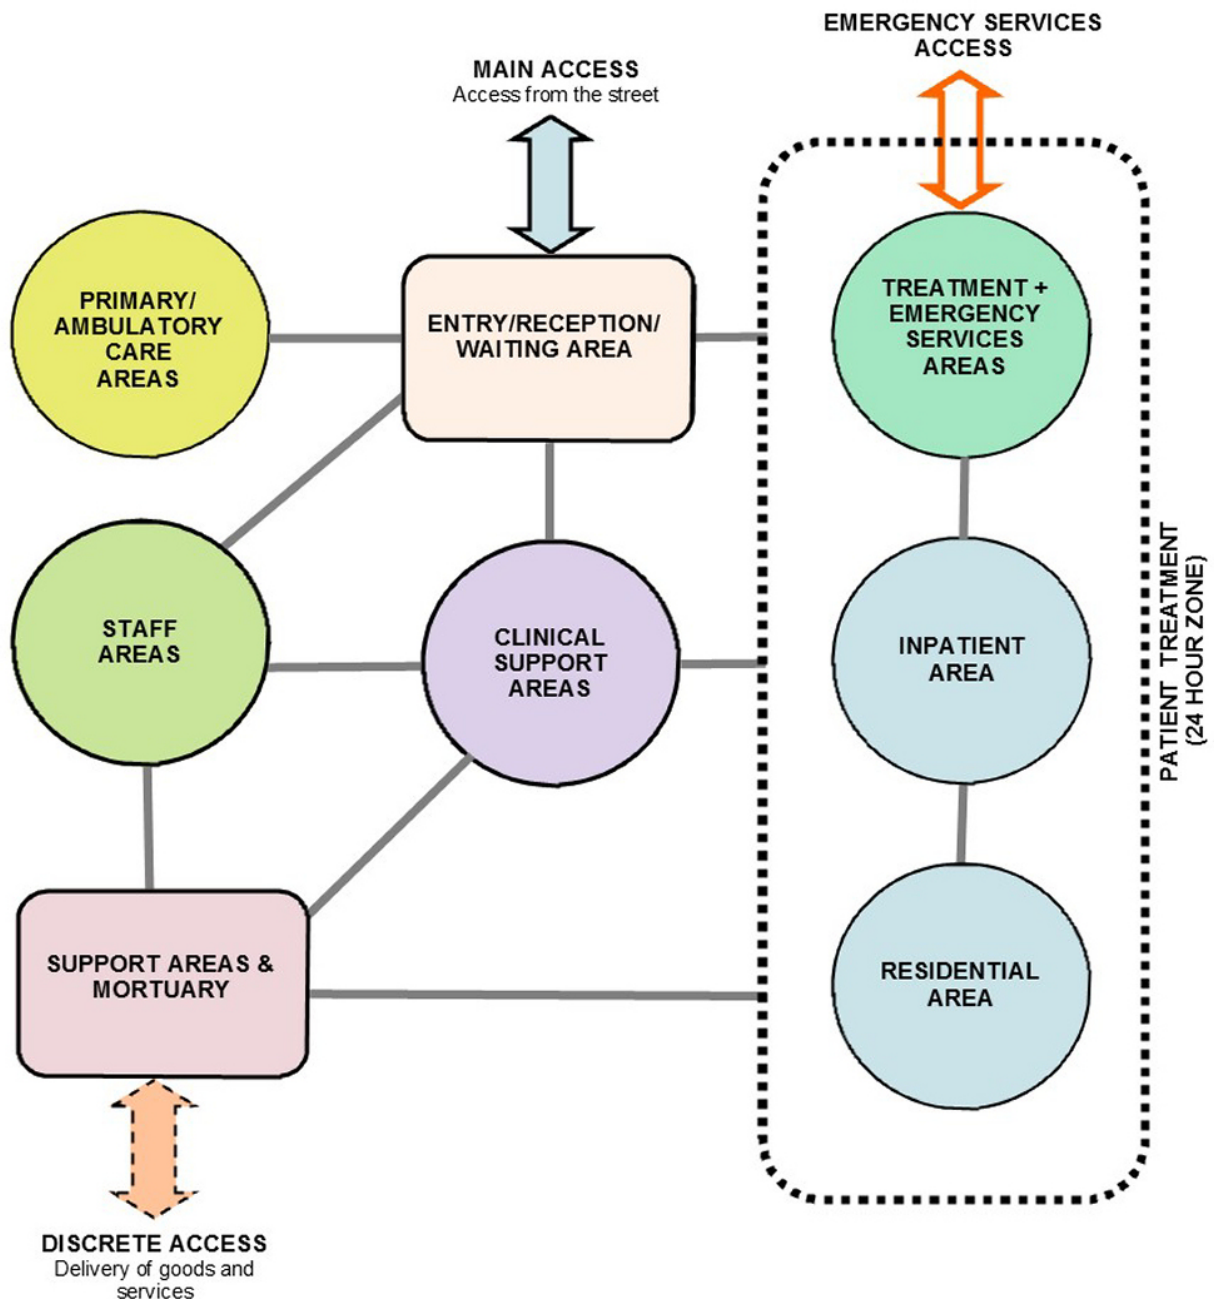 EMERGENCY SERVICES
ACCESS
MAIN ACCESS
Access from the street
PRIMARY/
AMBULATORY
CARE
AREAS
ENTRY/RECEPTION/
WAITING AREA
TREATMENT +
EMERGENCY
SERVICES
AREAS
STAFF
AREAS
CLINICAL
SUPPORT
AREAS
INPATIENT
AREA
PATIENT TREATMENT
(24 HOUR ZONE)
SUPPORT AREAS &
MORTUARY
RESIDENTIAL
AREA
DISCRETE ACCESS
Delivery of goods and
services